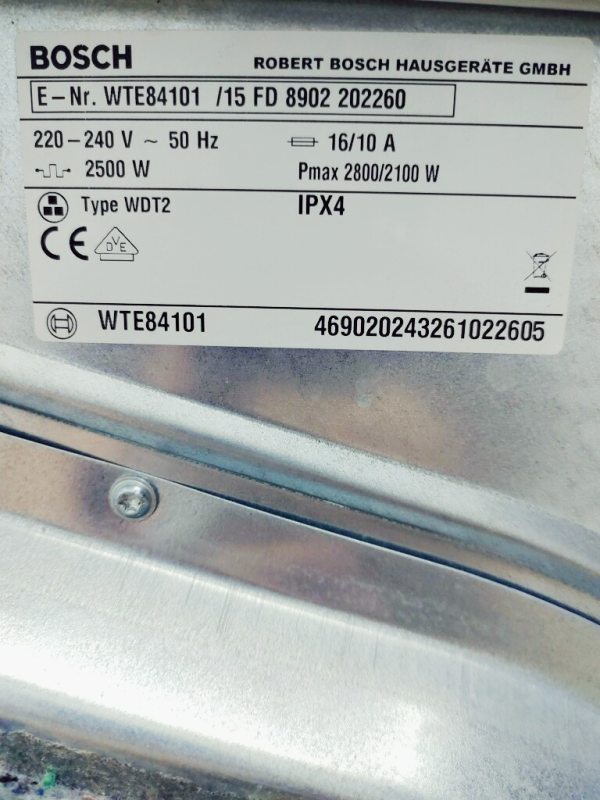 BOSCH
ROBERT BOSCH HAUSGERÄTE GMBH
E-Nr. WTE84101 /15 FD 8902 202260
220-240 V ~ 50 Hz
16/10 A
2500 W
Pmax 2800/2100 W
Type WDT2
IPX4
CE
DVE
WTE84101
469020243261022605